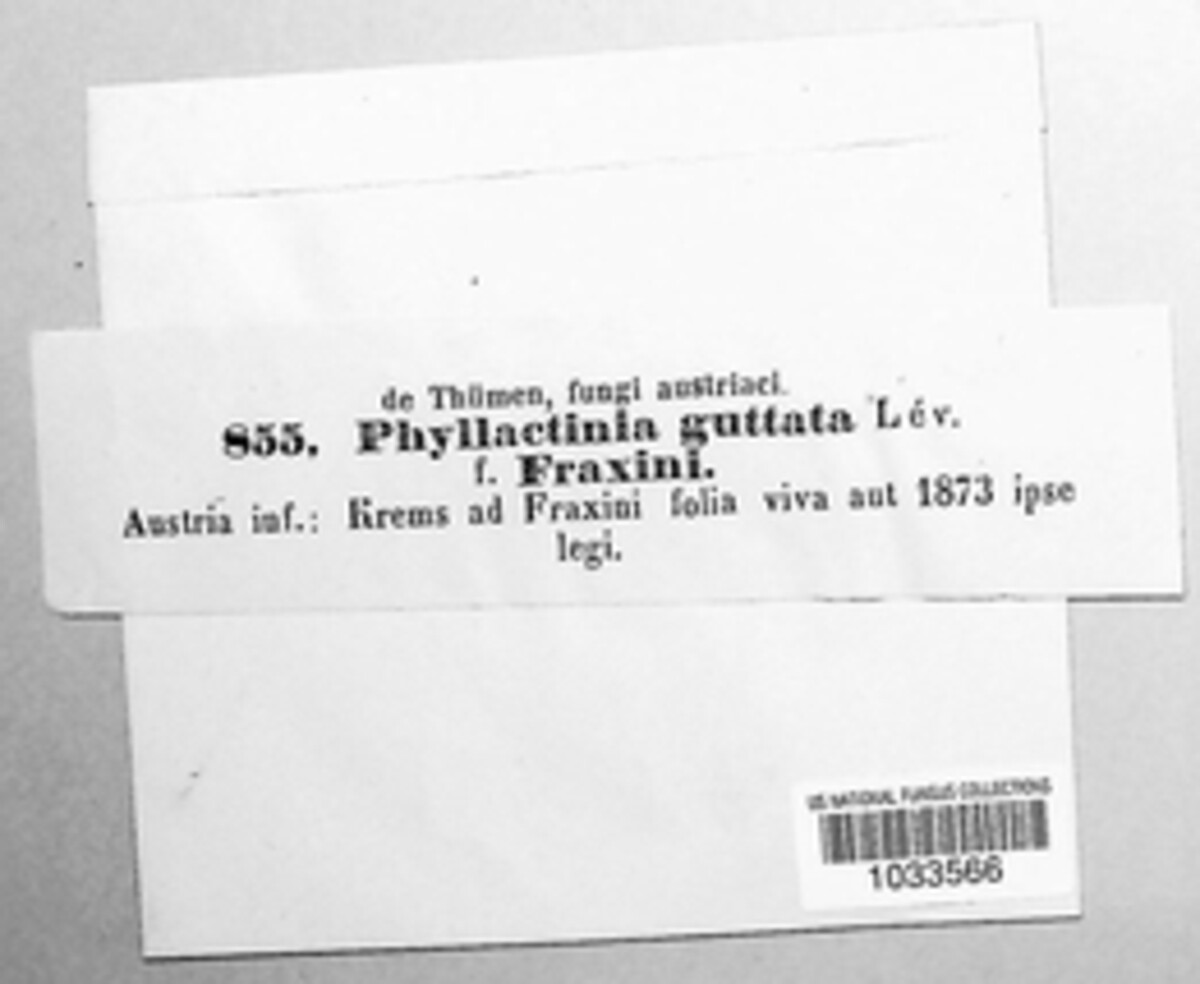 de Thümen, fungi austriaci.
855. Phyllactinia guttata Lév.
f. Fraxini.
Austria inf.: Krems ad Fraxini folia viva aut 1873 ipse
legi.
US NATIONAL FUNGUS COLLECTIONS
1033566